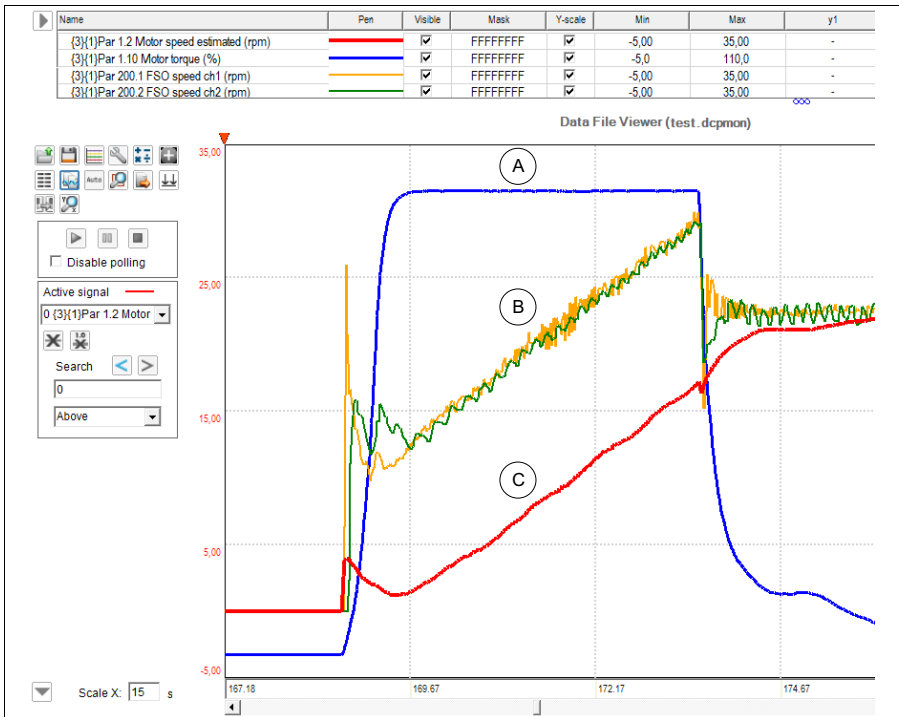 Name Pen Visible Mask Y-scale Min Max y1
{3}{1}Par 1.2 Motor speed estimated (rpm) FFFFFFFF -5,00 35,00 -
{3}{1}Par 1.10 Motor torque (%) FFFFFFFF -5,0 110,0 -
{3}{1}Par 200.1 FSO speed ch1 (rpm) FFFFFFFF -5,00 35,00 -
{3}{1}Par 200.2 FSO speed ch2 (rpm) FFFFFFFF -5,00 35,00 -
Data File Viewer (test.dcpmon)
35,00
A
Auto
Disable polling
25,00
Active signal
0 {3}{1}Par 1.2 Motor
B
1.0
Search
0
Above
15,00
C
5,00
-5,00
Scale X: 15 s
167.18 169.67 172.17 174.67